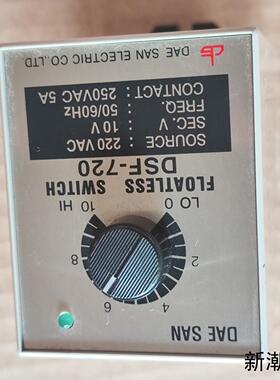 DAE SAN ELECTRIC CO.,LTD
CONTACT: 250VAC 5A
FREQ. : 50/60Hz
SEC. V : 10 V
SOURCE : 220 VAC
DSF-720
FLOATLESS SWITCH
LO 0
10 HI
2
8
4
6
DAE SAN
新潮